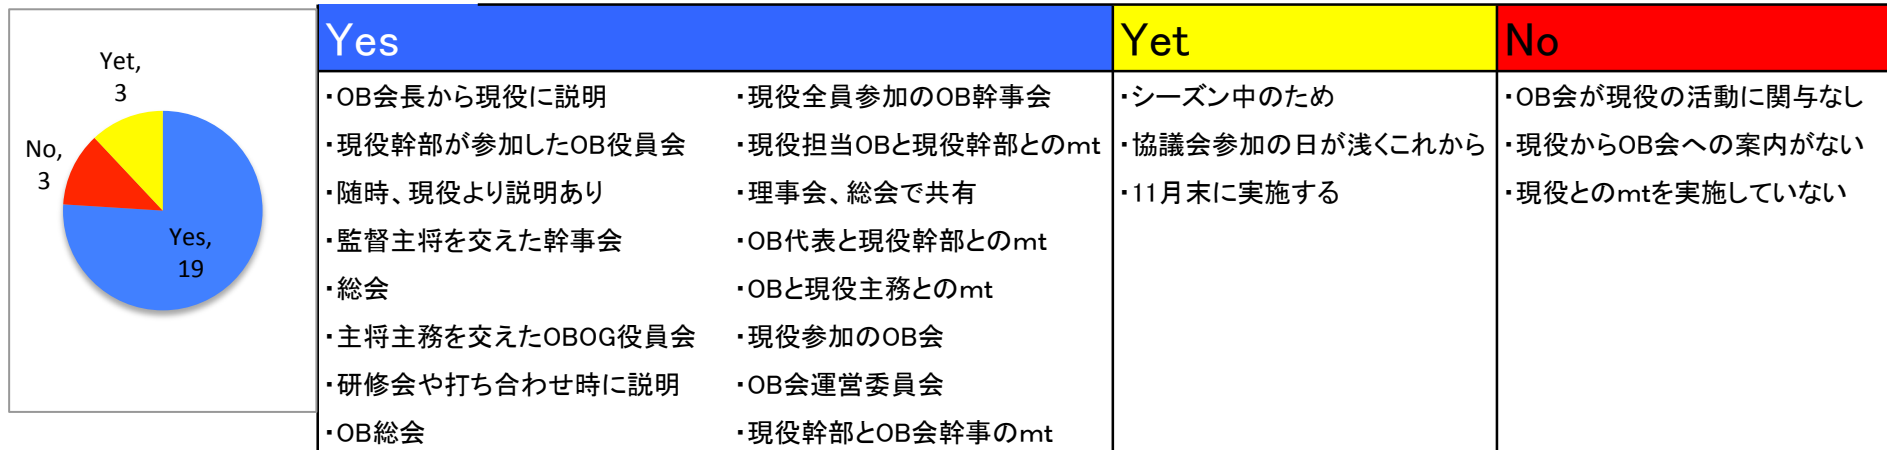 Yet,
3
No,
3
Yes,
19
Yes
・OB会長から現役に説明
・現役幹部が参加したOB役員会
・随時、現役より説明あり
・監督主将を交えた幹事会
・総会
・主将主務を交えたOBOG役員会
・研修会や打ち合わせ時に説明
・OB総会
・現役全員参加のOB幹事会
・現役担当OBと現役幹部とのmt
・理事会、総会で共有
・OB代表と現役幹部とのmt
・OBと現役主務とのmt
・現役参加のOB会
・OB会運営委員会
・現役幹部とOB会幹事のmt
Yet
・シーズン中のため
・協議会参加の日が浅くこれから
・11月末に実施する
No
・OB会が現役の活動に関与なし
・現役からOB会への案内がない
・現役とのmtを実施していない